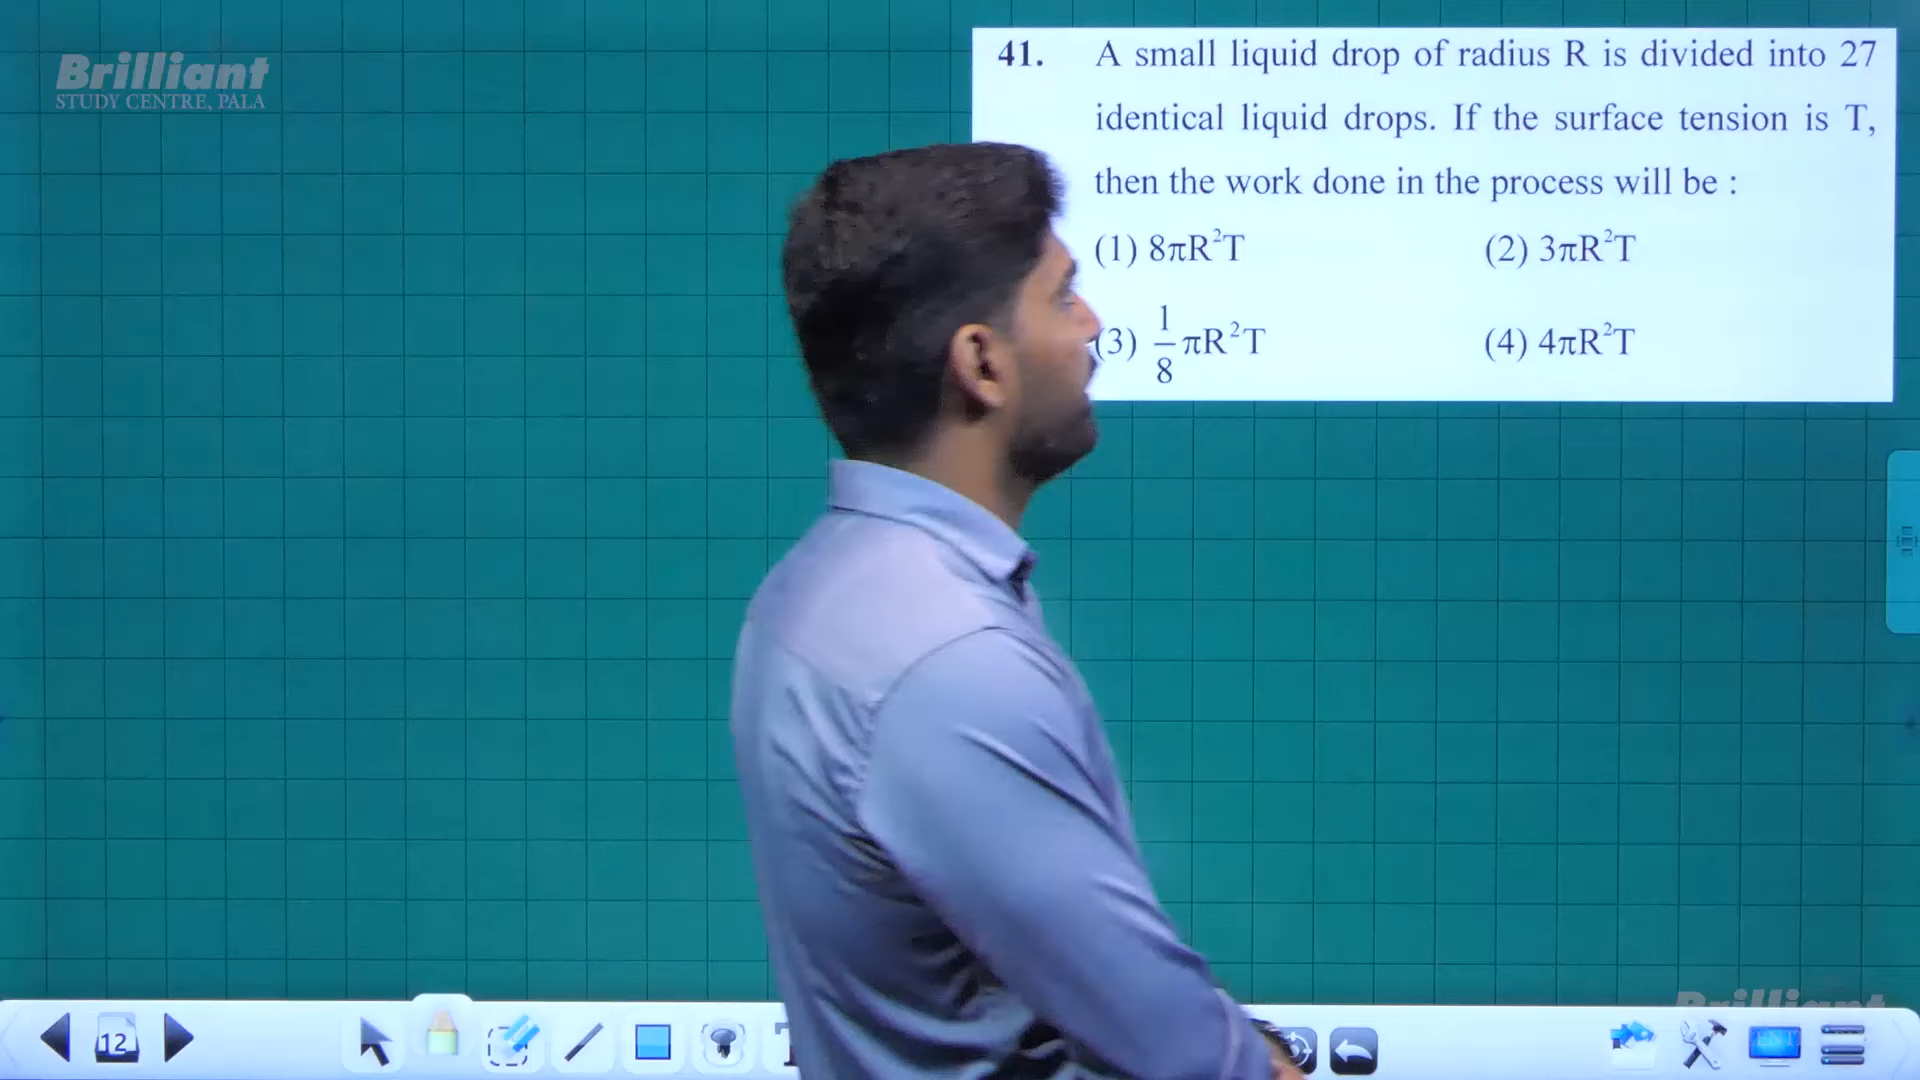 Brilliant
STUDY CENTRE, PALA
41. A small liquid drop of radius R is divided into 27
identical liquid drops. If the surface tension is T,
then the work done in the process will be :
(1) 8πR²T (2) 3πR²T
(3) 1/8 πR²T (4) 4πR²T
12
Brilliant